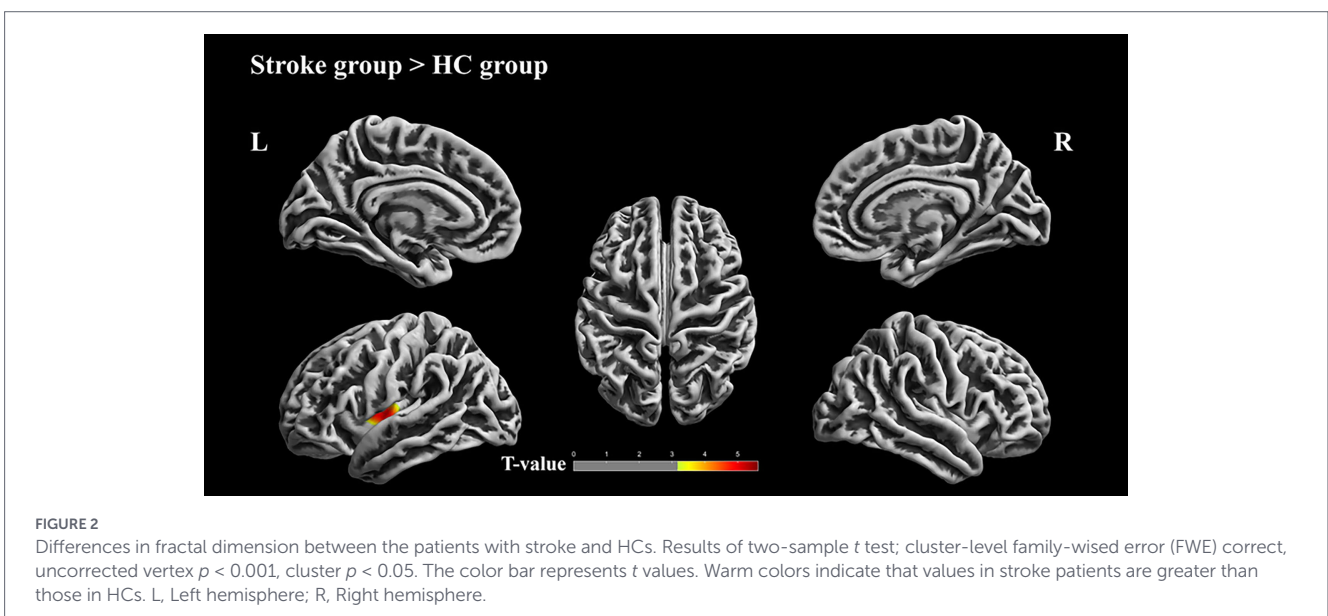 Stroke group > HC group
L
R
T-value
0 1 2 3 4 5
FIGURE 2
Differences in fractal dimension between the patients with stroke and HCs. Results of two-sample t test; cluster-level family-wised error (FWE) correct,
uncorrected vertex p < 0.001, cluster p < 0.05. The color bar represents t values. Warm colors indicate that values in stroke patients are greater than
those in HCs. L, Left hemisphere; R, Right hemisphere.